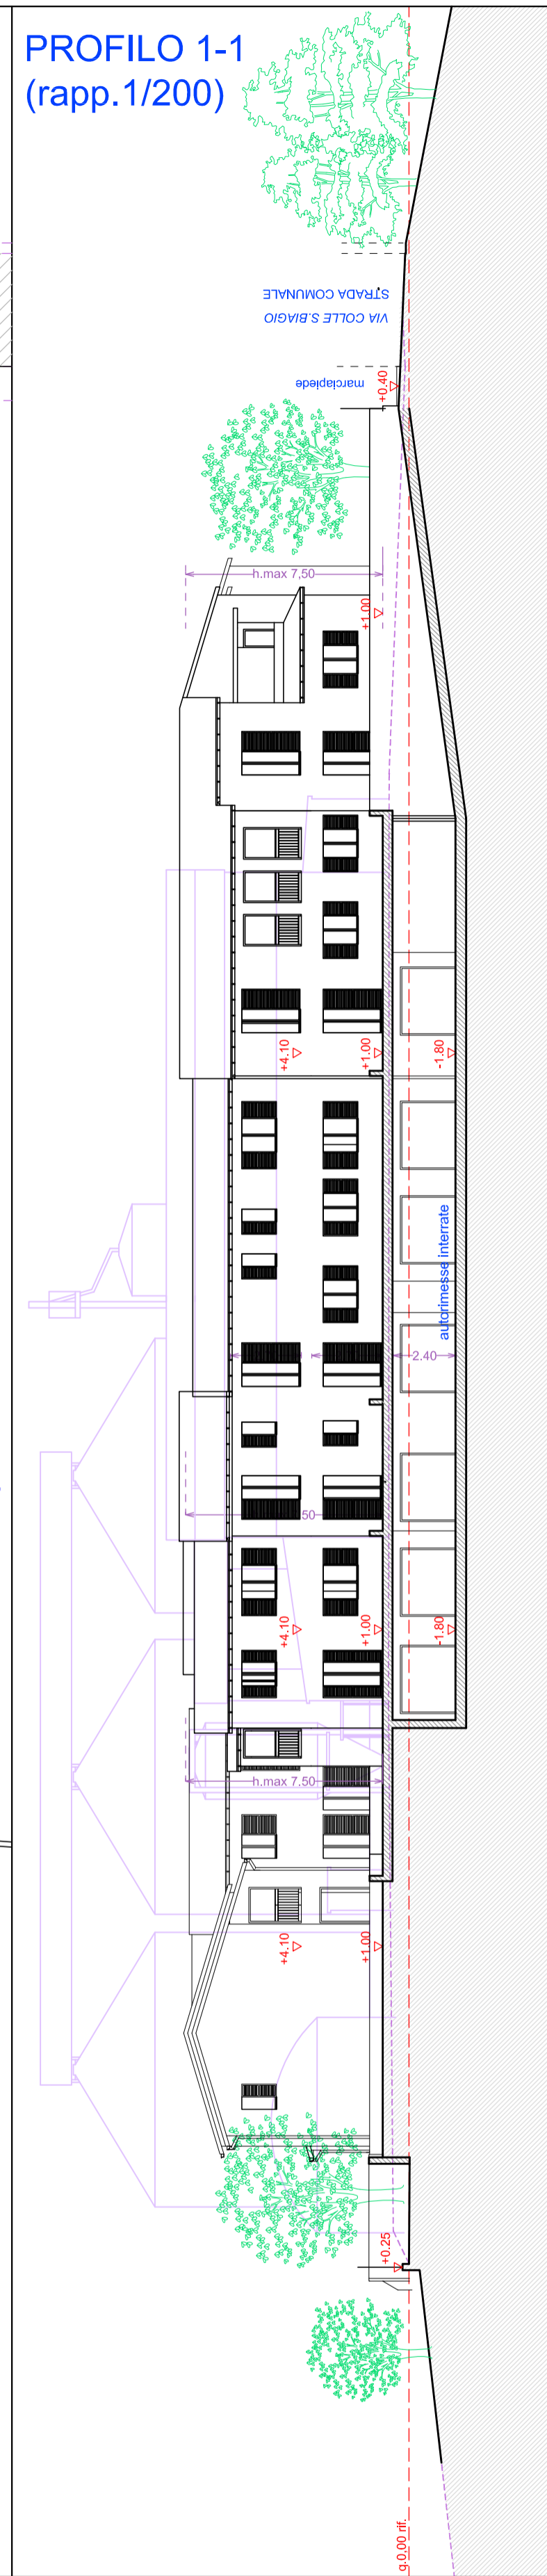 PROFILO 1-1
(rapp.1/200)
STRADA COMUNALE
VIA COLLE S.BIAGIO
marciapiede
+0.40
h.max 7,50
+1.00
+4.10
+1.00
-1.80
autorimesse interrate
2.40
50
+4.10
+1.00
-1.80
h.max 7.50
+4.10
+1.00
+0.25
q.0.00 rif.